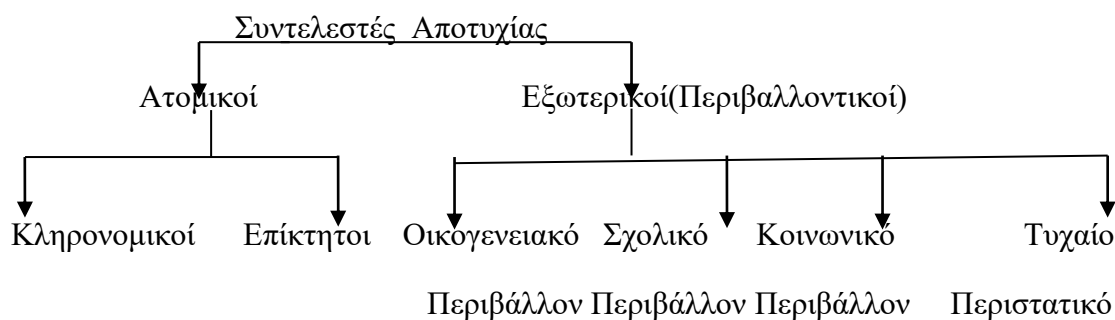 Συντελεστές Αποτυχίας
Ατομικοί Εξωτερικοί(Περιβαλλοντικοί)
Κληρονομικοί Επίκτητοι Οικογενειακό Σχολικό Κοινωνικό Τυχαίο
Περιβάλλον Περιβάλλον Περιβάλλον Περιστατικό